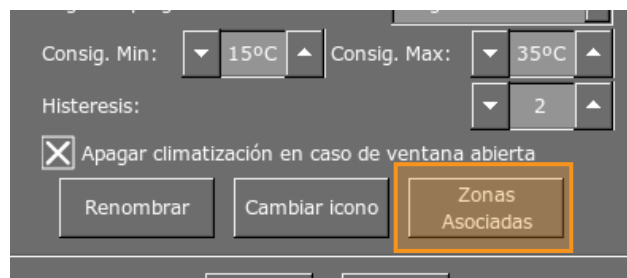 Consig. Min: 15ºC Consig. Max: 35ºC
Histeresis: 2
Apagar climatización en caso de ventana abierta
Renombrar Cambiar icono Zonas
Asociadas